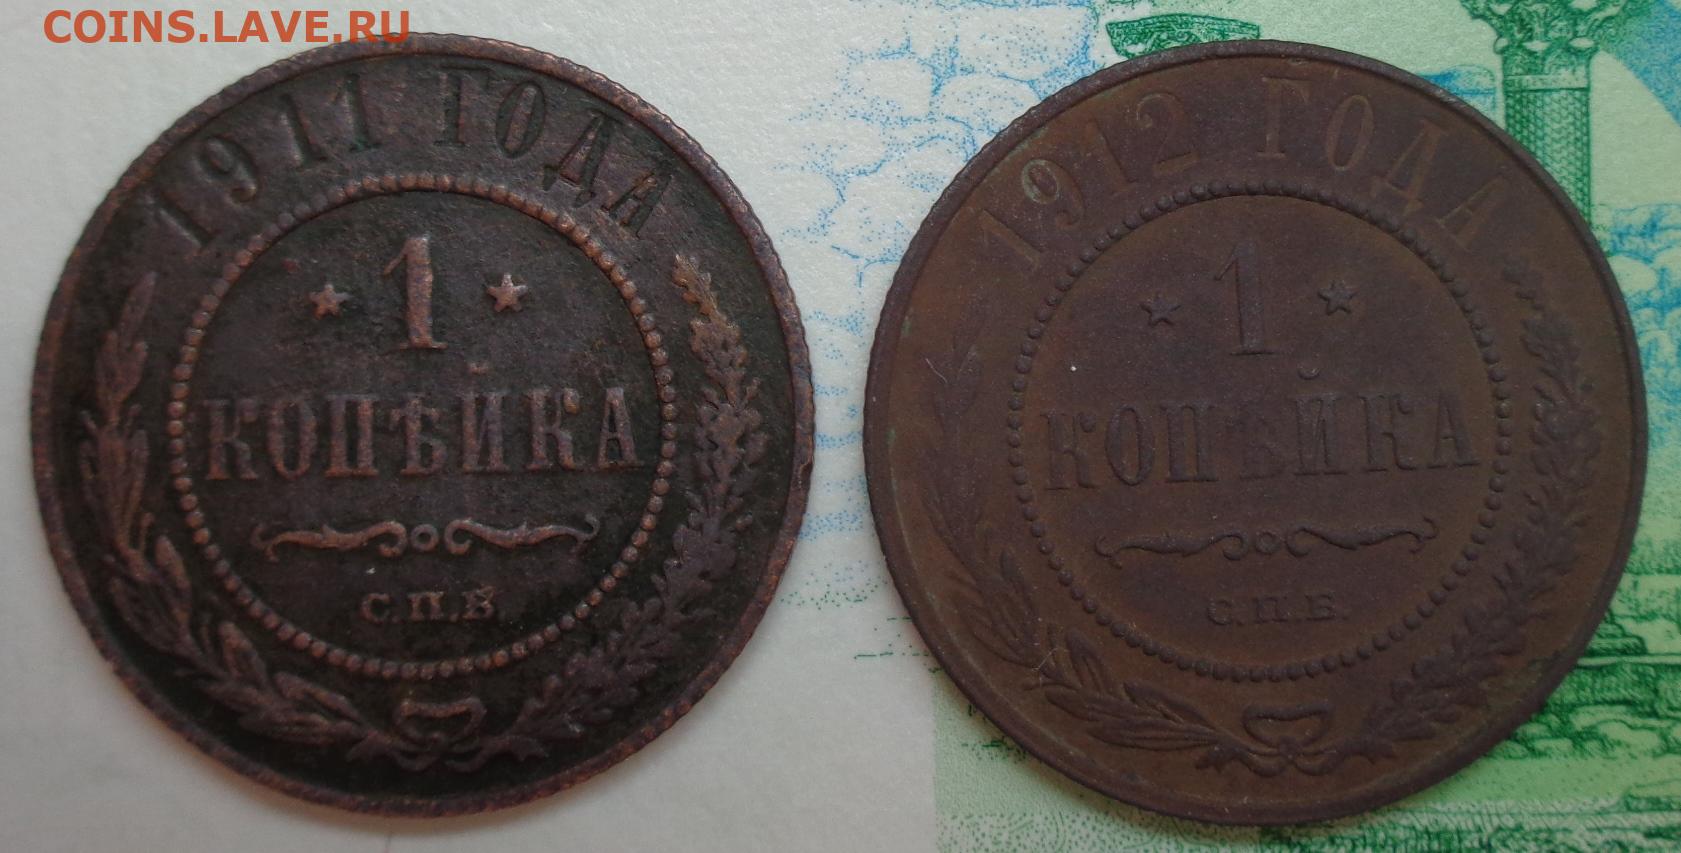 COINS.LAVE.RU
1911 ГОДА
1
КОПѢЙКА
С.П.Б.
1912 ГОДА
1
КОПѢЙКА
С.П.Б.